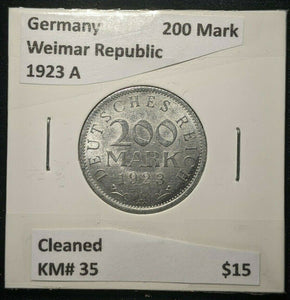 Germany 200 Mark
Weimar Republic
1923 A
DEUTSCHES REICH
200
MARK
1923
Cleaned
KM# 35 $15